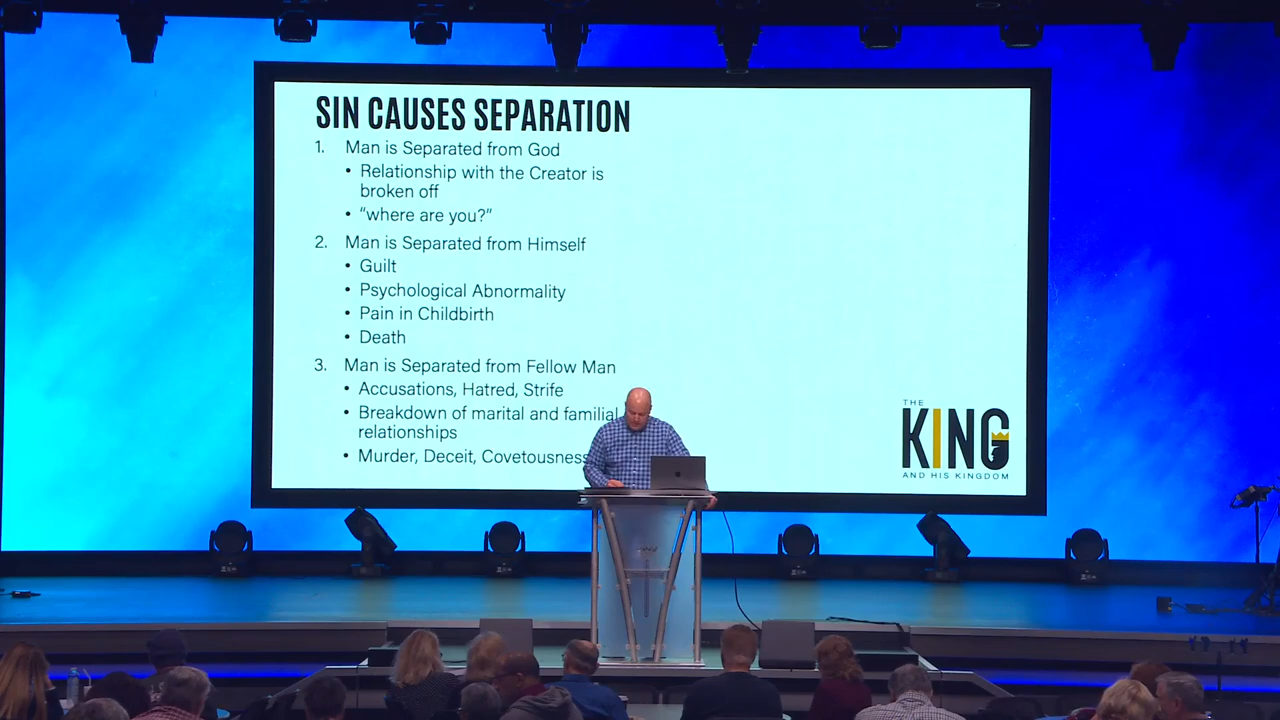 SIN CAUSES SEPARATION
1. Man is Separated from God
• Relationship with the Creator is
broken off
• “where are you?”
2. Man is Separated from Himself
• Guilt
• Psychological Abnormality
• Pain in Childbirth
• Death
3. Man is Separated from Fellow Man
• Accusations, Hatred, Strife
• Breakdown of marital and familial
relationships
• Murder, Deceit, Covetousness
THE
KING
AND HIS KINGDOM